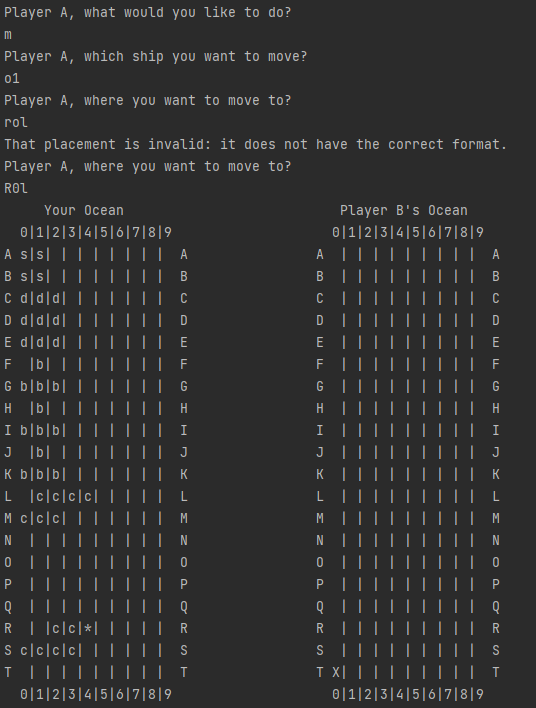 Player A, what would you like to do?
m
Player A, which ship you want to move?
o1
Player A, where you want to move to?
rol
That placement is invalid: it does not have the correct format.
Player A, where you want to move to?
R0l
     Your Ocean                           Player B's Ocean
  0|1|2|3|4|5|6|7|8|9                    0|1|2|3|4|5|6|7|8|9
A s|s| | | | | | | |  A                A  | | | | | | | | |  A
B s|s| | | | | | | |  B                B  | | | | | | | | |  B
C d|d|d| | | | | | |  C                C  | | | | | | | | |  C
D d|d|d| | | | | | |  D                D  | | | | | | | | |  D
E d|d|d| | | | | | |  E                E  | | | | | | | | |  E
F  |b| | | | | | | |  F                F  | | | | | | | | |  F
G b|b|b| | | | | | |  G                G  | | | | | | | | |  G
H  |b| | | | | | | |  H                H  | | | | | | | | |  H
I b|b|b| | | | | | |  I                I  | | | | | | | | |  I
J  |b| | | | | | | |  J                J  | | | | | | | | |  J
K b|b|b| | | | | | |  K                K  | | | | | | | | |  K
L  |c|c|c|c| | | | |  L                L  | | | | | | | | |  L
M c|c|c| | | | | | |  M                M  | | | | | | | | |  M
N  | | | | | | | | |  N                N  | | | | | | | | |  N
O  | | | | | | | | |  O                O  | | | | | | | | |  O
P  | | | | | | | | |  P                P  | | | | | | | | |  P
Q  | | | | | | | | |  Q                Q  | | | | | | | | |  Q
R  | |c|c|*| | | | |  R                R  | | | | | | | | |  R
S c|c|c|c| | | | | |  S                S  | | | | | | | | |  S
T  | | | | | | | | |  T                T X| | | | | | | | |  T
  0|1|2|3|4|5|6|7|8|9                    0|1|2|3|4|5|6|7|8|9